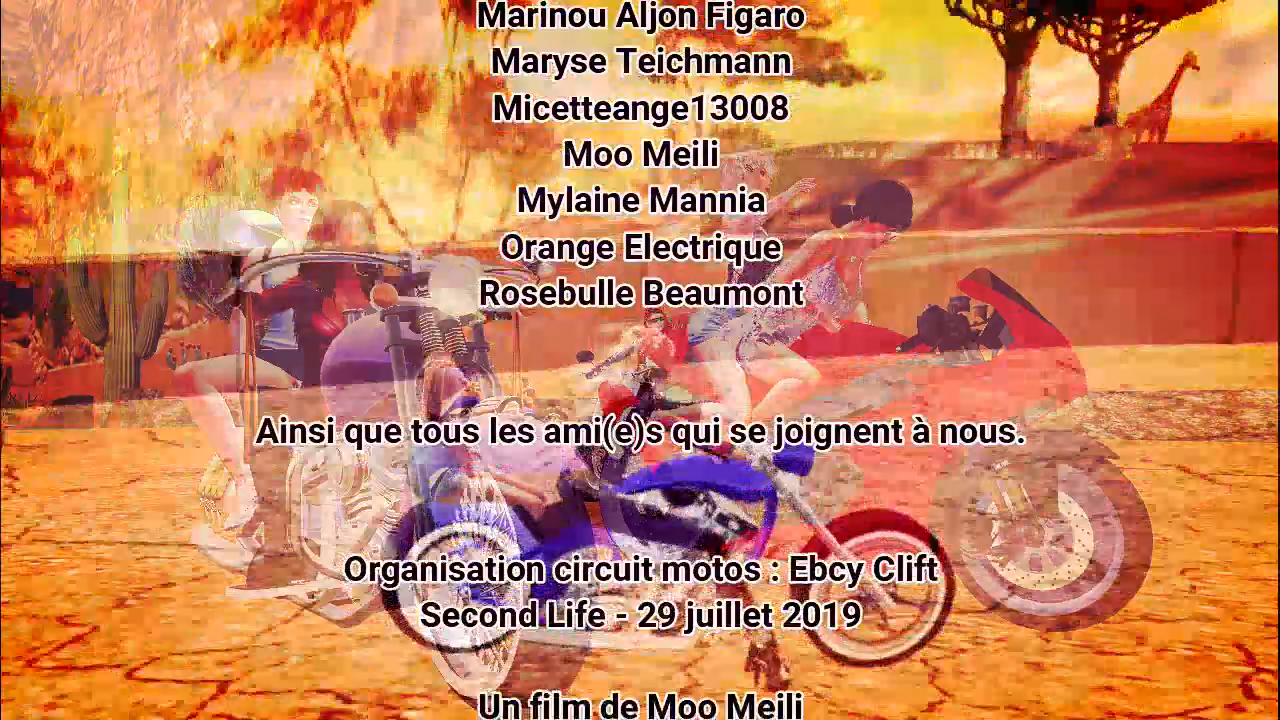 Marinou Aljon Figaro
Maryse Teichmann
Micetteange13008
Moo Meili
Mylaine Mannia
Orange Electrique
Rosebulle Beaumont
Ainsi que tous les ami(e)s qui se joignent à nous.
Organisation circuit motos : Ebcy Clift
Second Life - 29 juillet 2019
Un film de Moo Meili